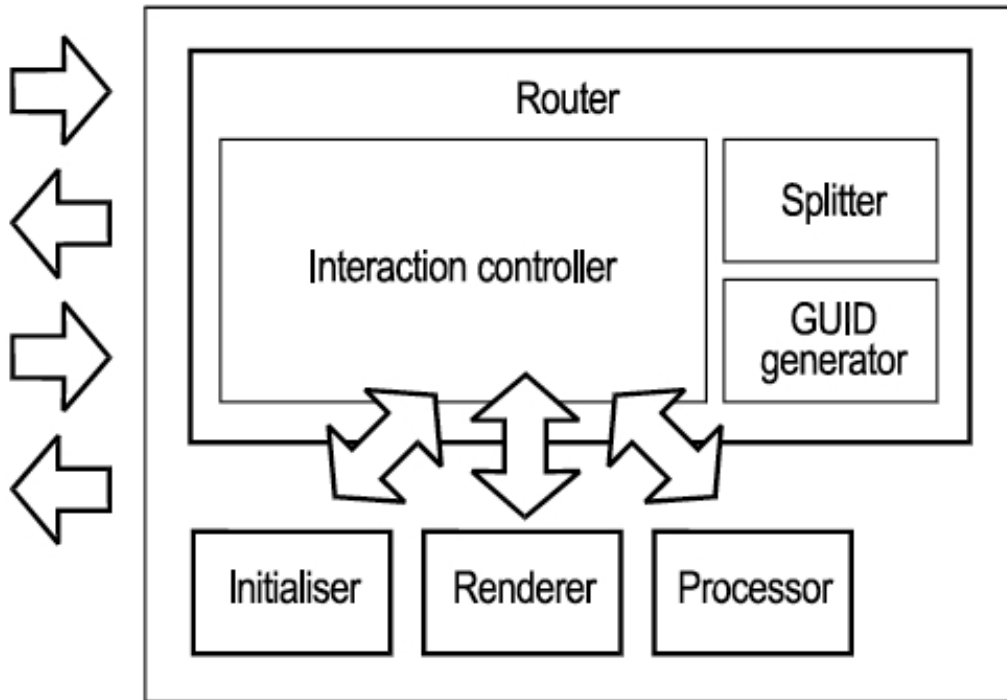 Router
Interaction controller
Splitter
GUID
generator
Initialiser
Renderer
Processor